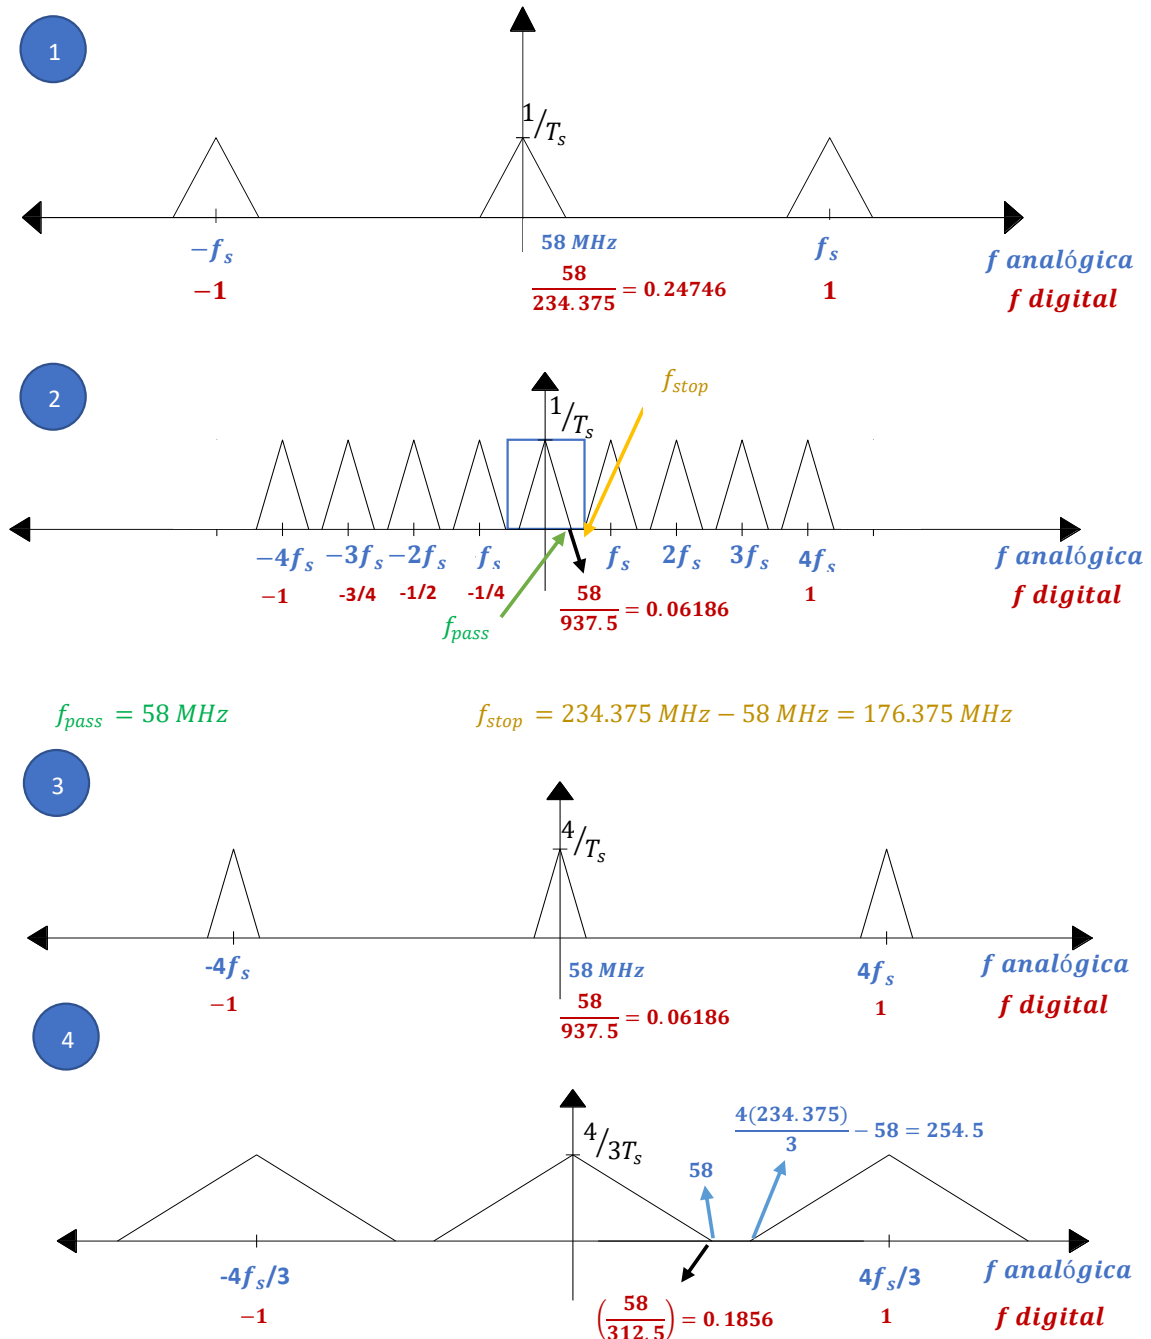 1
1/T_s
−f_s 58 MHz f_s f analógica
−1 58/234.375 = 0.24746 1 f digital
2
f_stop
1/T_s
−4f_s −3f_s −2f_s f_s f_s 2f_s 3f_s 4f_s f analógica
−1 -3/4 -1/2 -1/4 58/937.5 = 0.06186 1 f digital
f_pass
f_pass = 58 MHz f_stop = 234.375 MHz − 58 MHz = 176.375 MHz
3
4/T_s
-4f_s 58 MHz 4f_s f analógica
−1 58/937.5 = 0.06186 1 f digital
4
4(234.375)/3 − 58 = 254.5
4/3T_s
58
-4f_s/3 4f_s/3 f analógica
−1 (58/312.5) = 0.1856 1 f digital